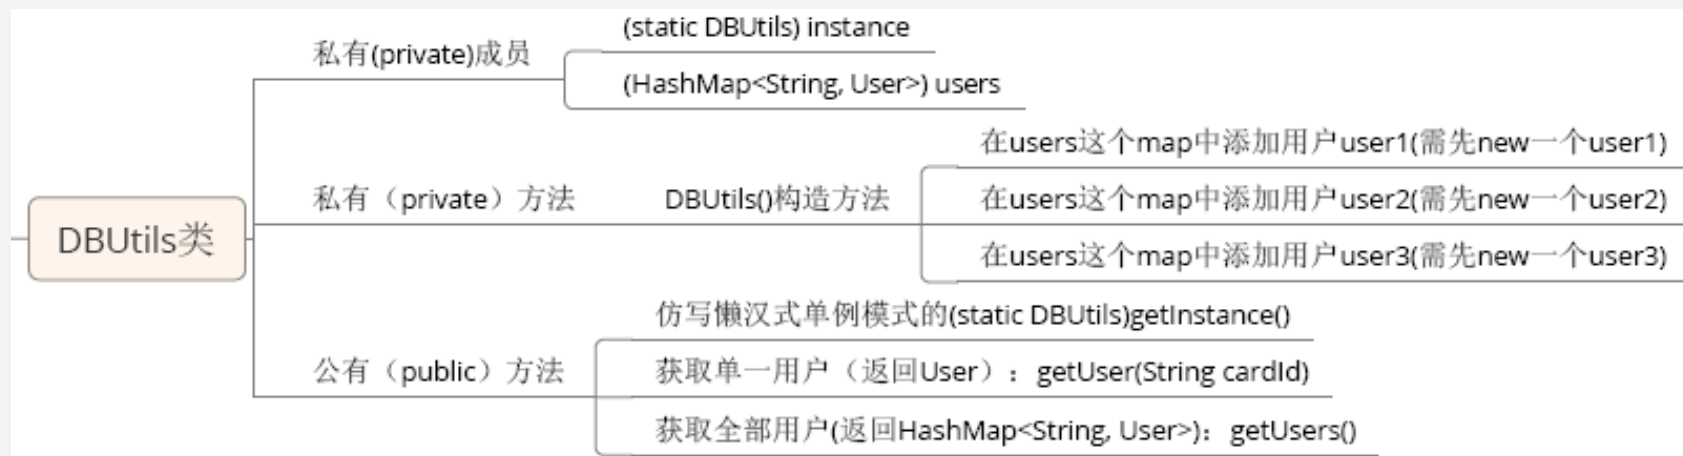 DBUtils类
私有(private)成员
(static DBUtils) instance
(HashMap<String, User>) users
私有（private）方法
DBUtils()构造方法
在users这个map中添加用户user1(需先new一个user1)
在users这个map中添加用户user2(需先new一个user2)
在users这个map中添加用户user3(需先new一个user3)
公有（public）方法
仿写懒汉式单例模式的(static DBUtils)getInstance()
获取单一用户（返回User）：getUser(String cardId)
获取全部用户(返回HashMap<String, User>)：getUsers()